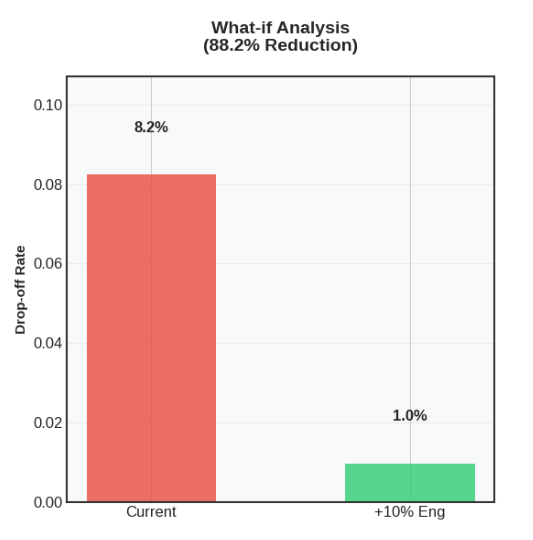 What-if Analysis
(88.2% Reduction)
0.10
8.2%
0.08
0.06
Drop-off Rate
0.04
0.02
1.0%
0.00
Current
+10% Eng